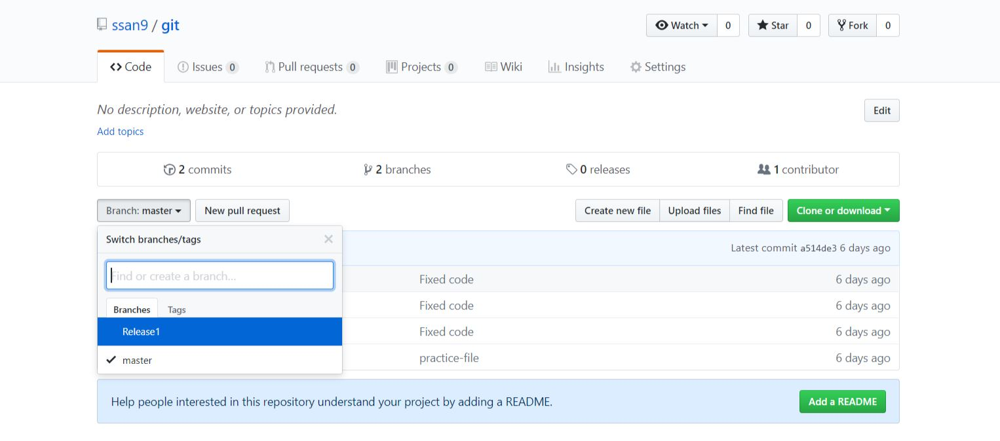 ssan9 / git
Watch 0 Star 0 Fork 0
Code Issues 0 Pull requests 0 Projects 0 Wiki Insights Settings
No description, website, or topics provided.
Edit
Add topics
2 commits 2 branches 0 releases 1 contributor
Branch: master New pull request Create new file Upload files Find file Clone or download
Switch branches/tags
Latest commit a514de3 6 days ago
Find or create a branch...
Fixed code 6 days ago
Branches Tags
Fixed code 6 days ago
Release1
Fixed code 6 days ago
master
practice-file 6 days ago
Help people interested in this repository understand your project by adding a README.
Add a README